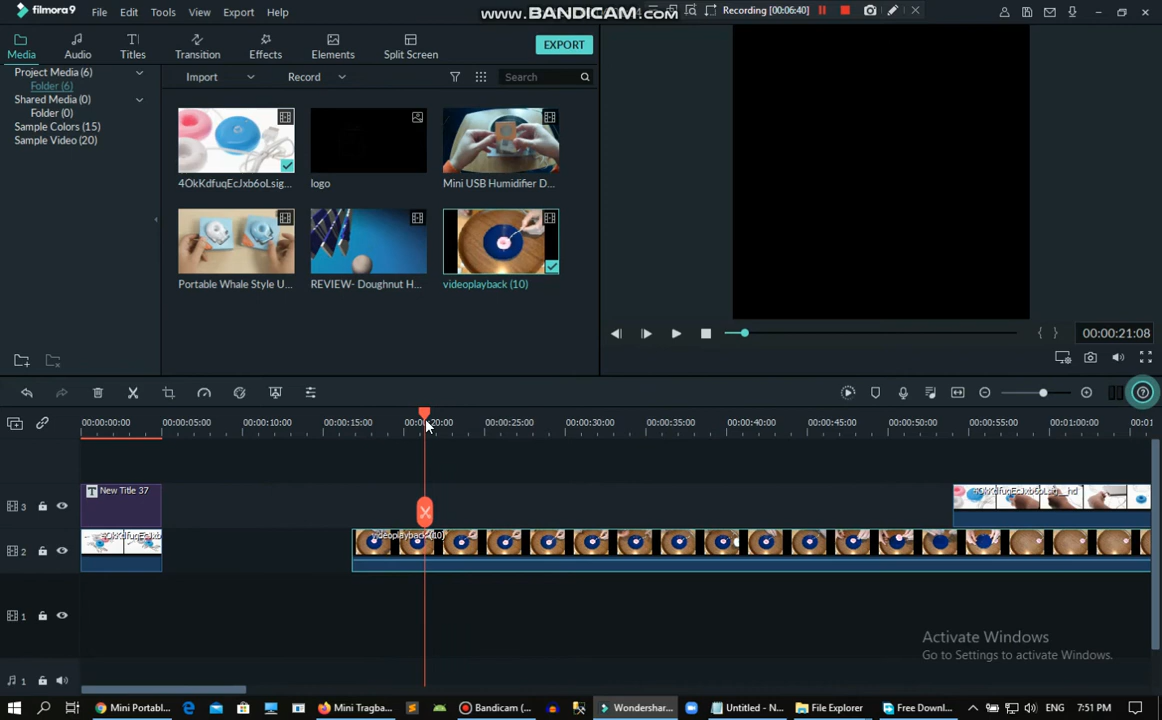 filmora9
File Edit Tools View Export Help
www.BANDICAM.com
Recording [00:06:40]
Media
Audio
Titles
Transition
Effects
Elements
Split Screen
EXPORT
Project Media (6)
Folder (6)
Shared Media (0)
Folder (0)
Sample Colors (15)
Sample Video (20)
Import
Record
Search
4OkKdfuqEcJxb6oLsig...
logo
Mini USB Humidifier D...
Portable Whale Style U...
REVIEW- Doughnut H...
videoplayback (10)
00:00:21:08
00:00:00:00 00:00:05:00 00:00:10:00 00:00:15:00 00:00:20:00 00:00:25:00 00:00:30:00 00:00:35:00 00:00:40:00 00:00:45:00 00:00:50:00 00:00:55:00 00:01:00:00 00:01
3
New Title 37
4OkKdfuqEcJxb6oLsig__hd
2
4OkKdfuqEcJxb
videoplayback (10)
1
Activate Windows
Go to Settings to activate Windows.
1
Mini Portabl...
Mini Tragba...
Bandicam (...
Wondershar...
Untitled - N...
File Explorer
Free Downl...
ENG
7:51 PM